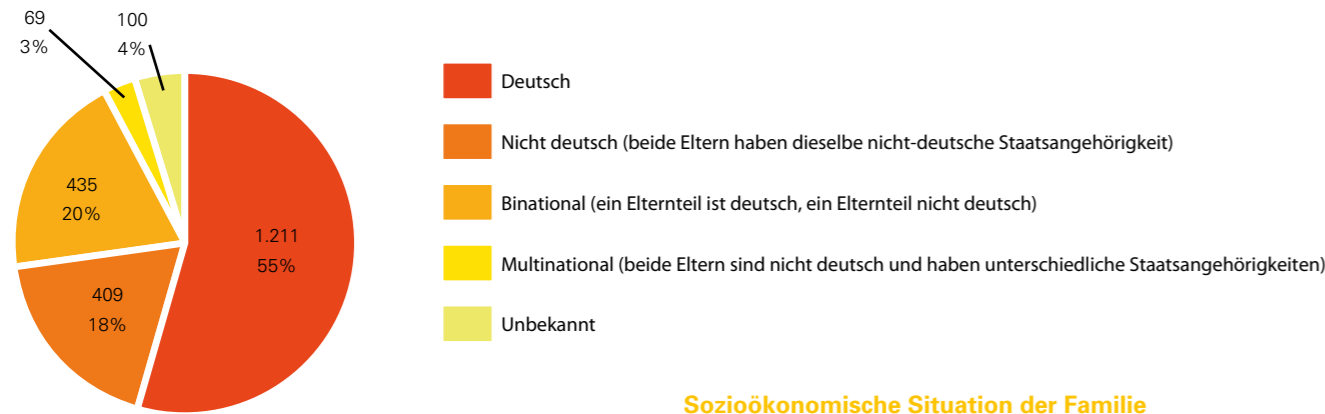 69
3%
100
4%
435
20%
409
18%
1.211
55%
Deutsch
Nicht deutsch (beide Eltern haben dieselbe nicht-deutsche Staatsangehörigkeit)
Binational (ein Elternteil ist deutsch, ein Elternteil nicht deutsch)
Multinational (beide Eltern sind nicht deutsch und haben unterschiedliche Staatsangehörigkeiten)
Unbekannt
Sozioökonomische Situation der Familie